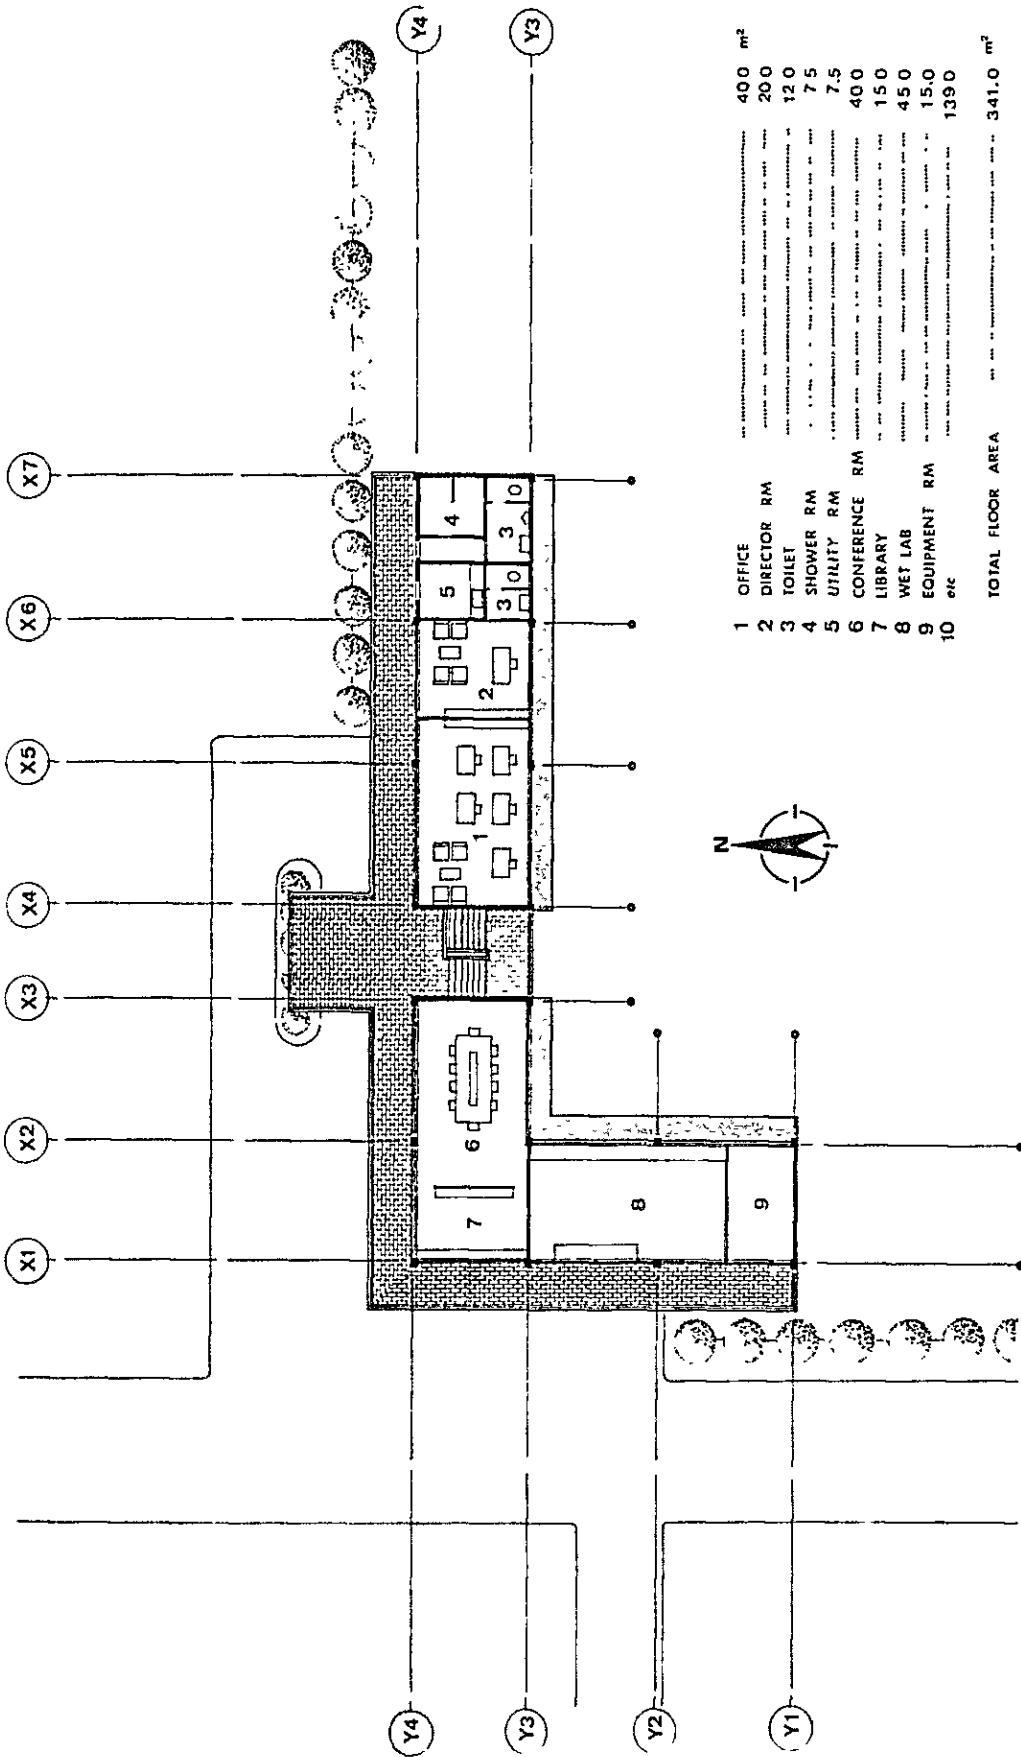 X1 X2 X3 X4 X5 X6 X7
Y4 Y4
5 4
7 6 1 2 3 3
Y3 Y3
8
Y2
9
Y1
N
1 OFFICE 40 0 m²
2 DIRECTOR RM 20 0
3 TOILET 12 0
4 SHOWER RM 7 5
5 UTILITY RM 7.5
6 CONFERENCE RM 40 0
7 LIBRARY 15 0
8 WET LAB 45 0
9 EQUIPMENT RM 15.0
10 etc 139 0
TOTAL FLOOR AREA 341.0 m²